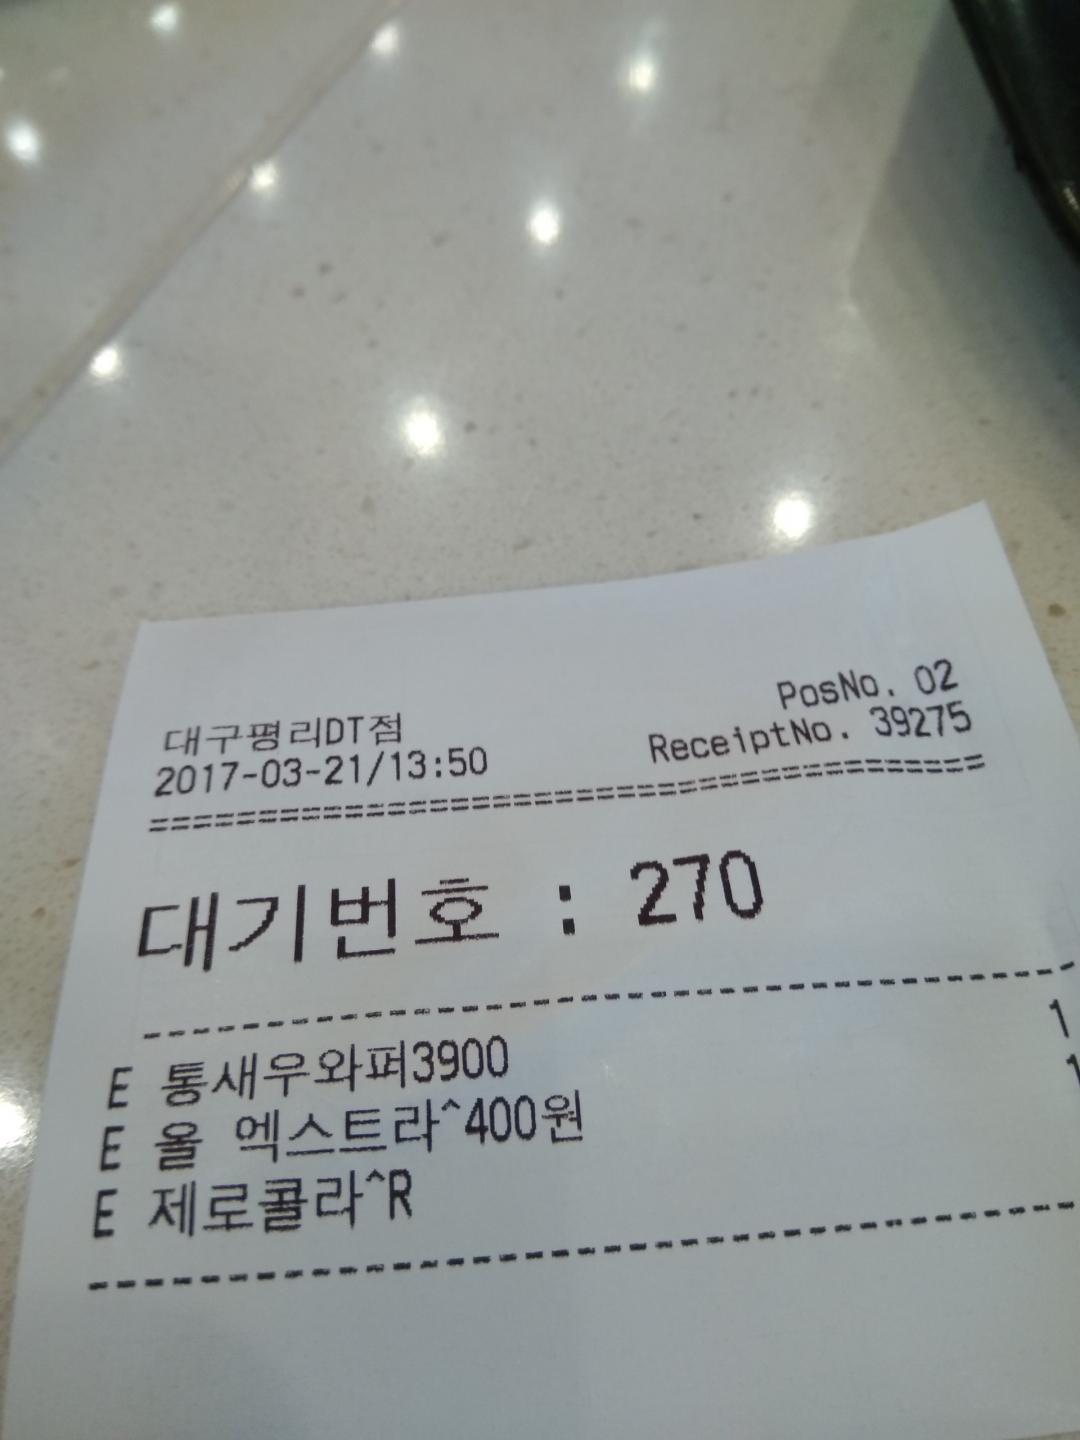 대구평리DT점 PosNo. 02
2017-03-21/13:50 ReceiptNo. 39275
대기번호 : 270
E 통새우와퍼3900 1
E 올 엑스트라^400원 1
E 제로콜라^R